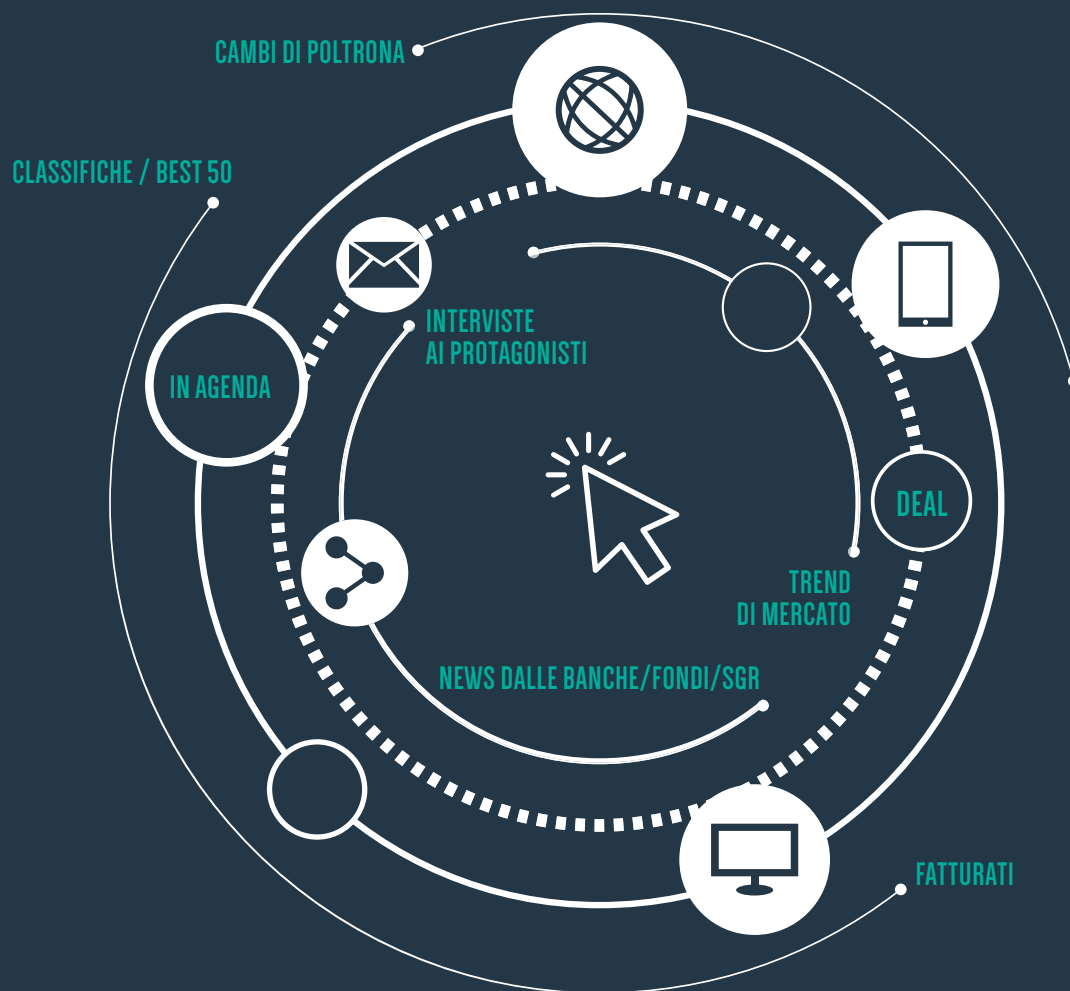 CAMBI DI POLTRONA
CLASSIFICHE / BEST 50
INTERVISTE
AI PROTAGONISTI
IN AGENDA
DEAL
TREND
DI MERCATO
NEWS DALLE BANCHE/FONDI/SGR
FATTURATI